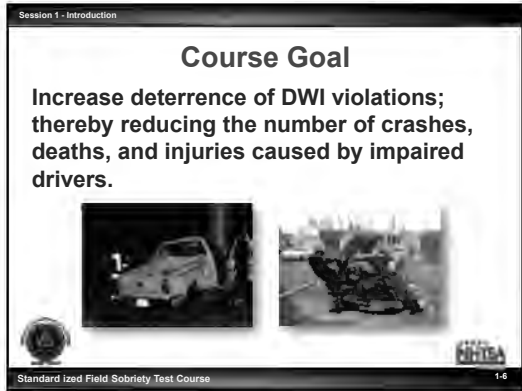 Session 1 - Introduction
Course Goal
Increase deterrence of DWI violations;
thereby reducing the number of crashes,
deaths, and injuries caused by impaired
drivers.
NHTSA
Standard ized Field Sobriety Test Course
1-6